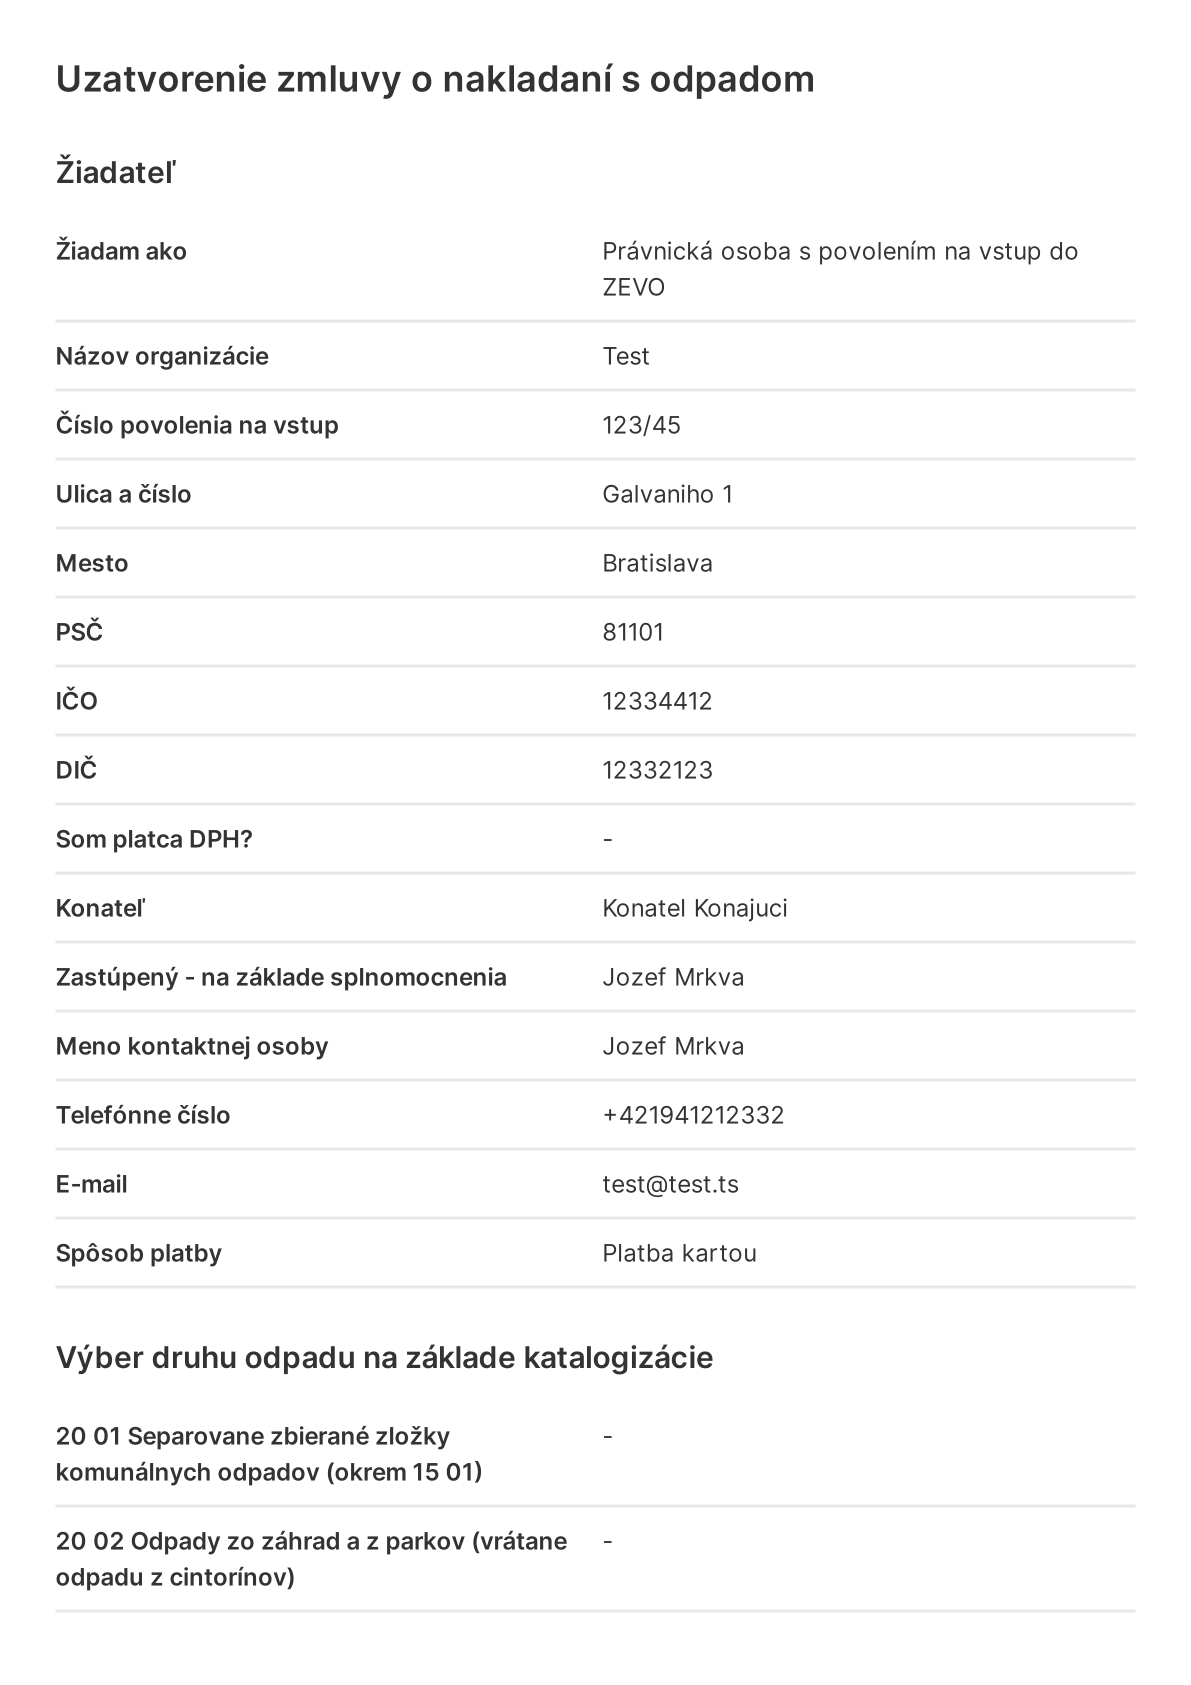 Uzatvorenie zmluvy o nakladaní s odpadom
Žiadateľ
Žiadam ako
Právnická osoba s povolením na vstup do
ZEVO
Názov organizácie
Test
Číslo povolenia na vstup
123/45
Ulica a číslo
Galvaniho 1
Mesto
Bratislava
PSČ
81101
IČO
12334412
DIČ
12332123
Som platca DPH?
-
Konateľ
Konatel Konajuci
Zastúpený - na základe splnomocnenia
Jozef Mrkva
Meno kontaktnej osoby
Jozef Mrkva
Telefónne číslo
+421941212332
E-mail
test@test.ts
Spôsob platby
Platba kartou
Výber druhu odpadu na základe katalogizácie
20 01 Separovane zbierané zložky
komunálnych odpadov (okrem 15 01)
-
20 02 Odpady zo záhrad a z parkov (vrátane
odpadu z cintorínov)
-